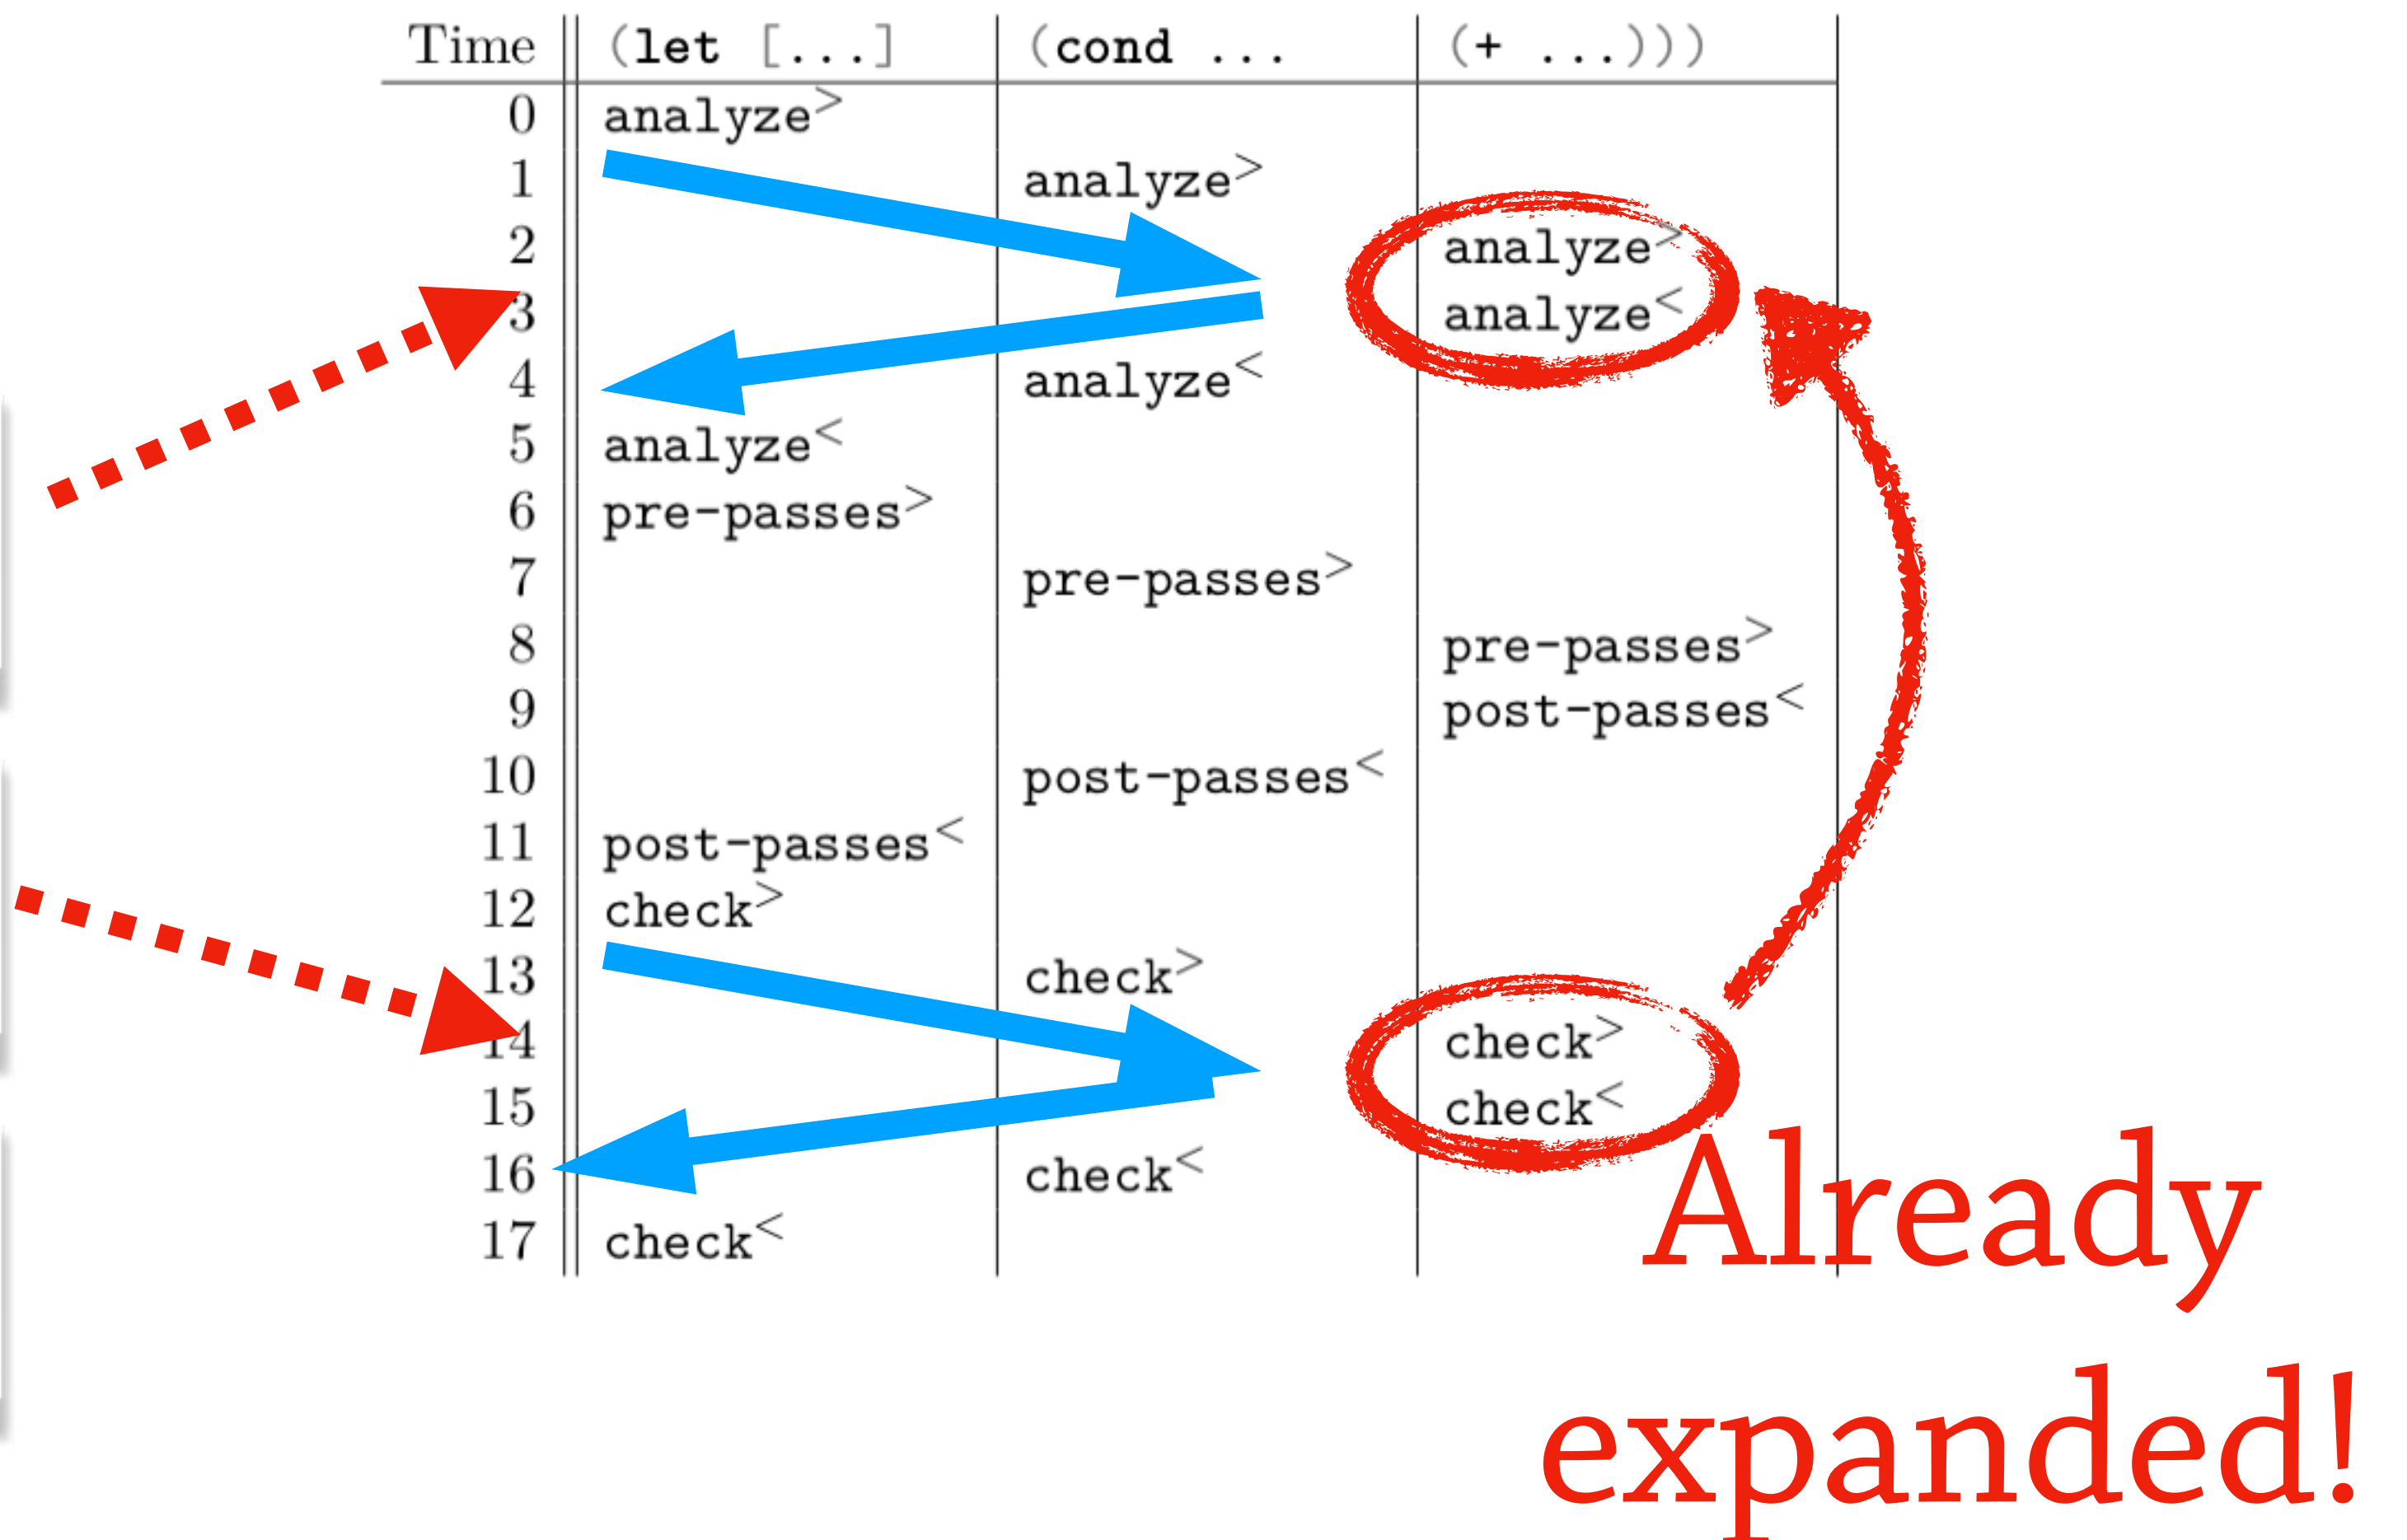 Time (let [...] (cond ... (+ ...)))
0 analyze>
1 analyze>
2 analyze>
3 analyze<
4 analyze<
5 analyze<
6 pre-passes>
7 pre-passes>
8 pre-passes>
9 post-passes<
10 post-passes<
11 post-passes<
12 check>
13 check>
14 check>
15 check<
16 check<
17 check<
Already
expanded!